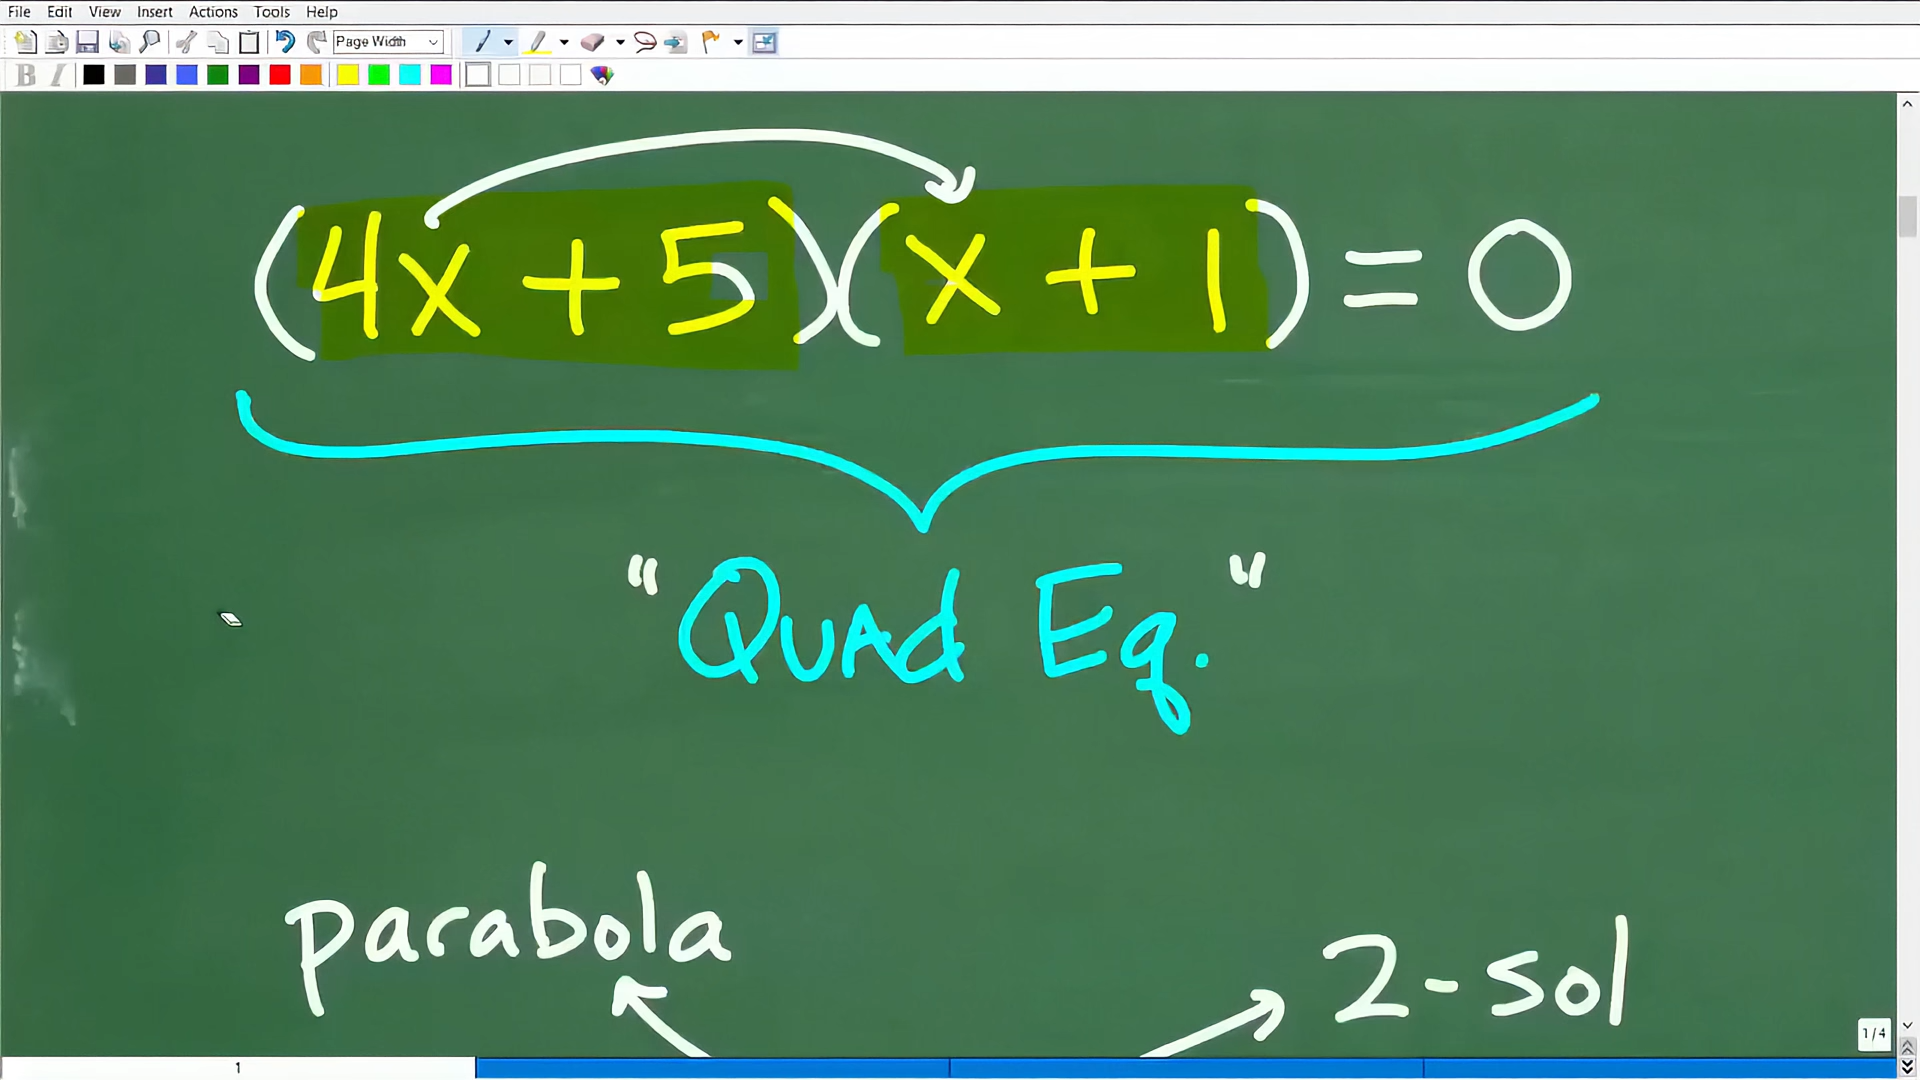 File Edit View Insert Actions Tools Help
Page Width
B I
(4x + 5)(x + 1) = 0
"Quad Eq."
parabola
2-sol
1/4
1